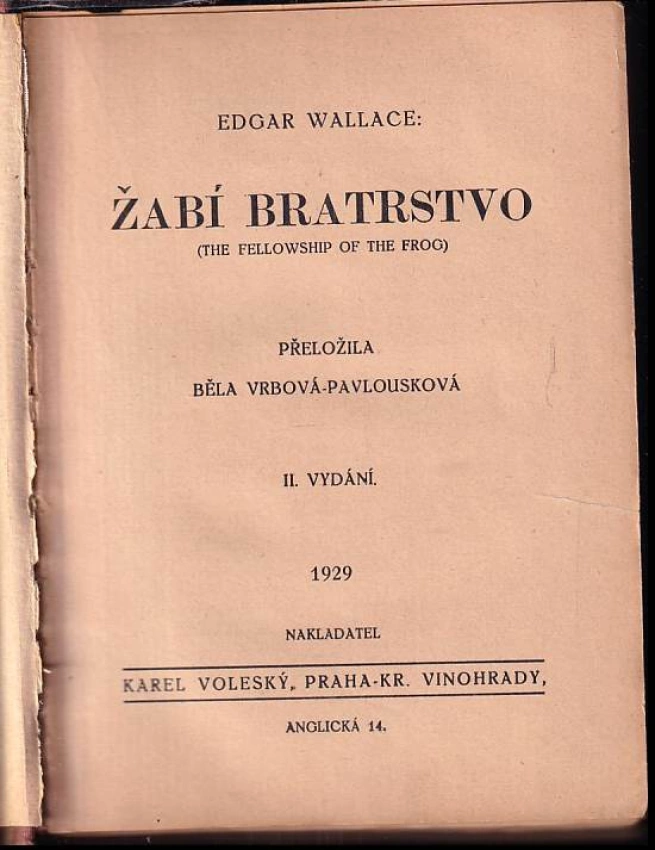 EDGAR WALLACE:
ŽABÍ BRATRSTVO
(THE FELLOWSHIP OF THE FROG)
PŘELOŽILA
BĚLA VRBOVÁ-PAVLOUSKOVÁ
II. VYDÁNÍ.
1929
NAKLADATEL
KAREL VOLESKÝ, PRAHA-KR. VINOHRADY,
ANGLICKÁ 14.